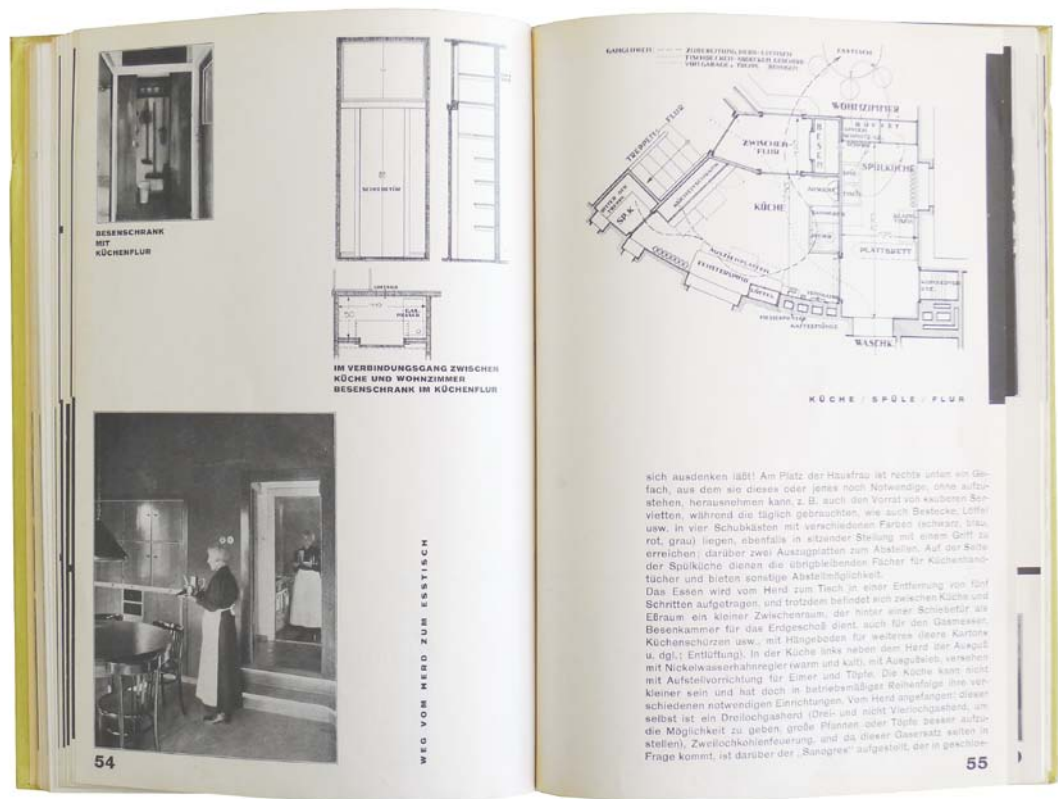 BESENSCHRANK
MIT
KÜCHENFLUR
SCHIEBETÜR
IM VERBINDUNGSGANG ZWISCHEN
KÜCHE UND WOHNZIMMER
BESENSCHRANK IM KÜCHENFLUR
WEG VOM HERD ZUM ESSTISCH
54
WOHNZIMMER
TREPPE(N)-FLUR
ZWISCHEN-
FLUR
BESEN
SPÜLKÜCHE
KÜCHE
SP.K
PLATTBRETT
KAFFEEMÜHLE
WASCHK.
KÜCHE / SPÜLE / FLUR
sich ausdenken läßt! Am Platz der Hausfrau ist rechts unten ein Ge-
fach, aus dem sie dieses oder jenes noch Notwendige, ohne aufzu-
stehen, herausnehmen kann, z. B. auch den Vorrat von sauberen Ser-
vietten, während die täglich gebrauchten, wie auch Bestecke, Löffel
usw. in vier Schubkästen mit verschiedenen Farben (schwarz, blau,
rot, grau) liegen, ebenfalls in sitzender Stellung mit einem Griff zu
erreichen; darüber zwei Auszugplatten zum Abstellen. Auf der Seite
der Spülküche dienen die übrigbleibenden Fächer für Küchenhand-
tücher und bieten sonstige Abstellmöglichkeit.
Das Essen wird vom Herd zum Tisch in einer Entfernung von fünf
Schritten aufgetragen, und trotzdem befindet sich zwischen Küche und
Eßraum ein kleiner Zwischenraum, der hinter einer Schiebetür als
Besenkammer für das Erdgeschoß dient, auch für den Gasmesser,
Küchenschürzen usw., mit Hängeboden für weiteres (leere Kartons
u. dgl.; Entlüftung). In der Küche links neben dem Herd der Ausguß
mit Nickelwasserhahnregler (warm und kalt), mit Ausgußsieb, versehen
mit Aufstellvorrichtung für Eimer und Töpfe. Die Küche kann nicht
kleiner sein und hat doch in betriebsmäßiger Reihenfolge ihre ver-
schiedenen notwendigen Einrichtungen. Vom Herd angefangen: dieser
selbst ist ein Dreilochgasherd (Drei- und nicht Vierlochgasherd, um
die Möglichkeit zu geben, große Pfannen oder Töpfe besser aufzu-
stellen), Zweilochkohlenfeuerung, und da dieser Gasersatz selten in
Frage kommt, ist darüber der „Sanogres" aufgestellt, der in geschlos-
55